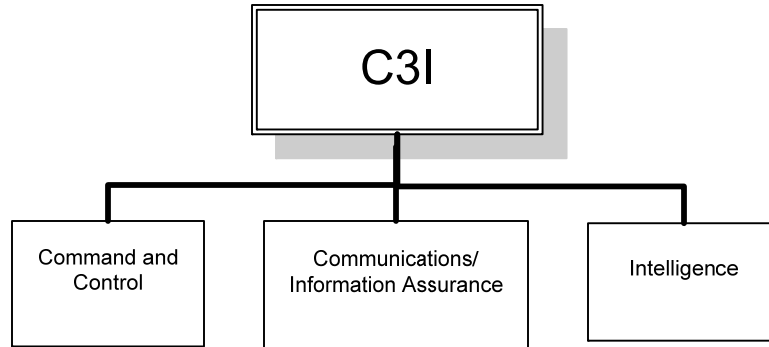 C3I
Command and
Control
Communications/
Information Assurance
Intelligence